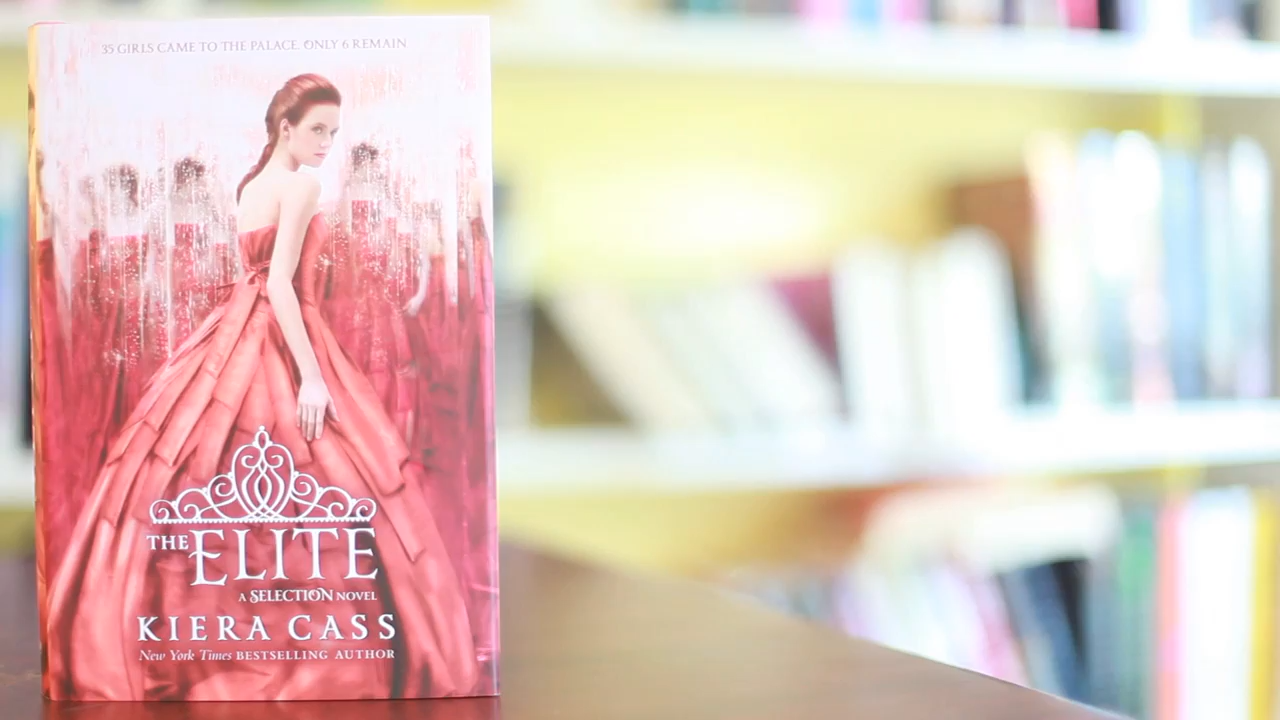 35 GIRLS CAME TO THE PALACE. ONLY 6 REMAIN
THE ELITE
A SELECTION NOVEL
KIERA CASS
New York Times BESTSELLING AUTHOR